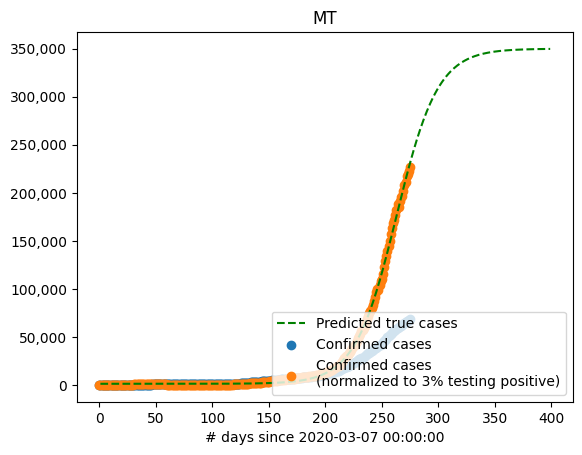 MT
350,000
300,000
250,000
200,000
150,000
100,000
50,000
0
Predicted true cases
Confirmed cases
Confirmed cases
(normalized to 3% testing positive)
0 50 100 150 200 250 300 350 400
# days since 2020-03-07 00:00:00